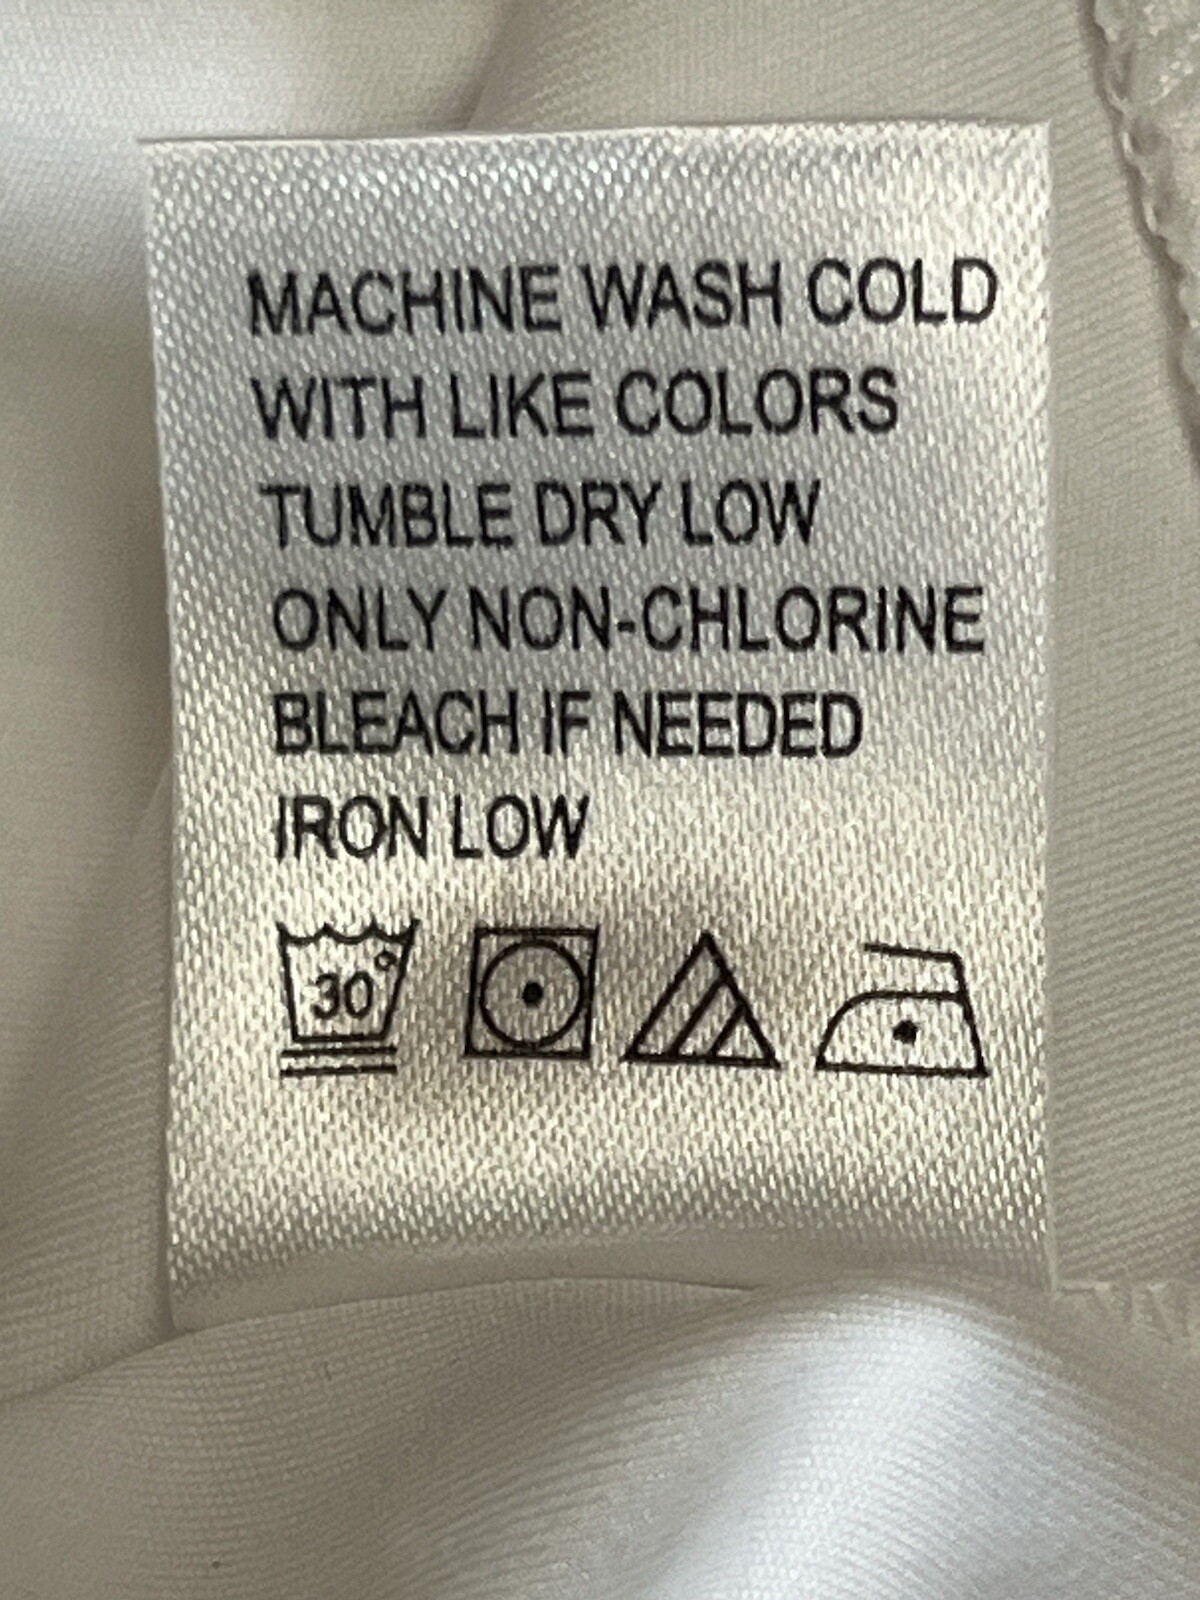 MACHINE WASH COLD
WITH LIKE COLORS
TUMBLE DRY LOW
ONLY NON-CHLORINE
BLEACH IF NEEDED
IRON LOW
30°